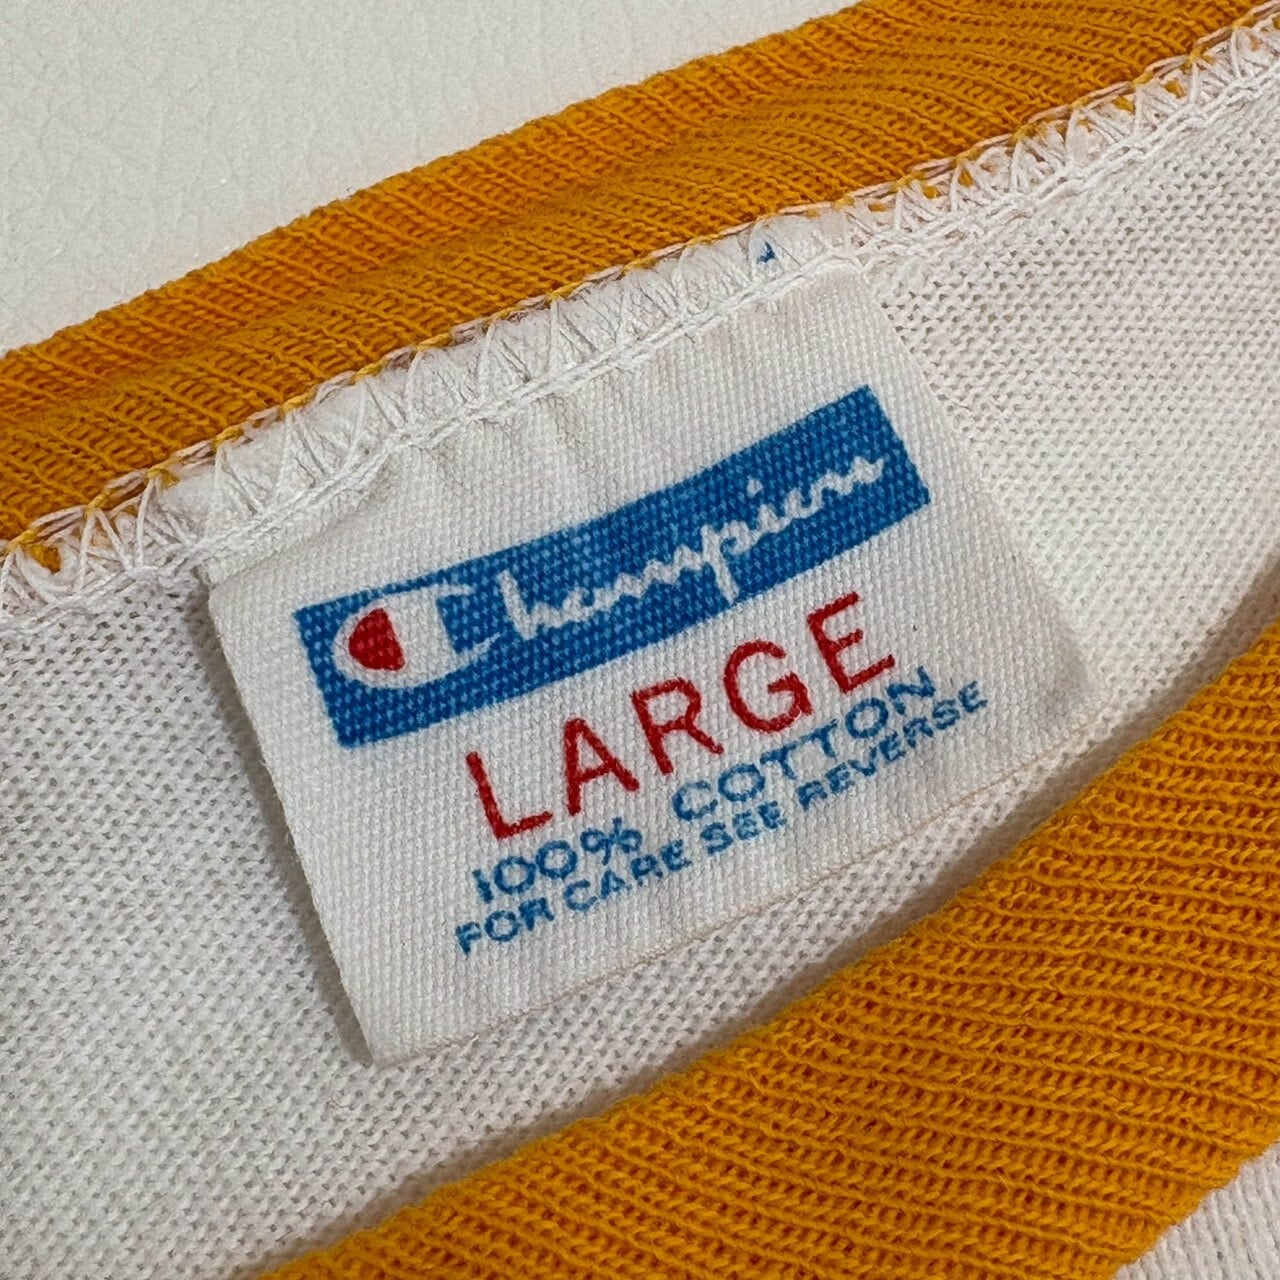 Champion
LARGE
100% COTTON
FOR CARE SEE REVERSE